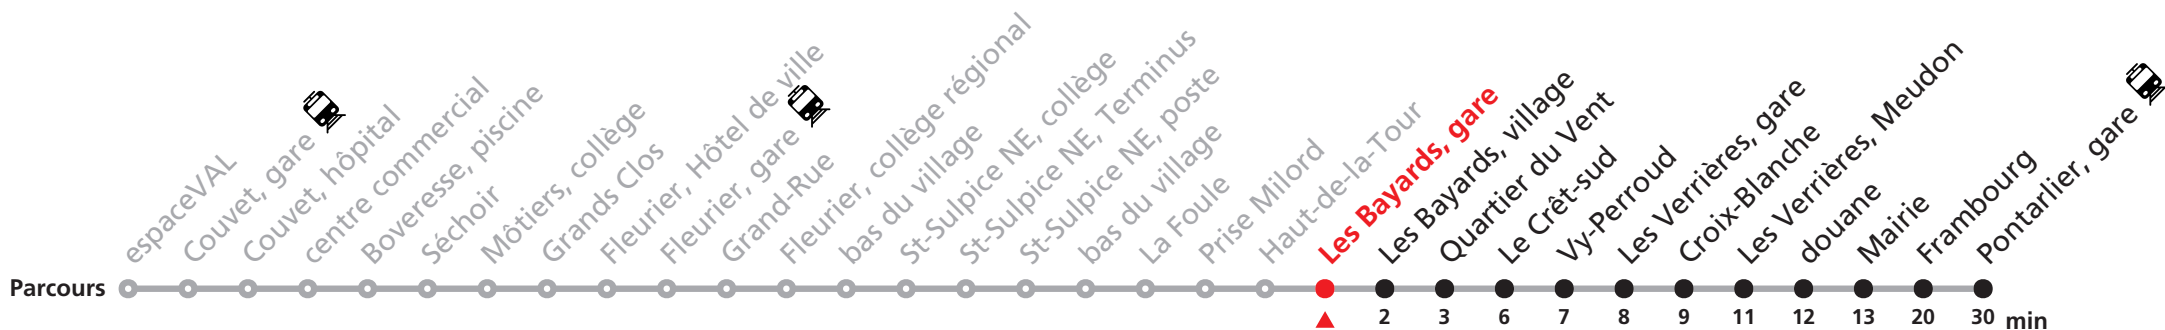 espaceVAL
Couvet, gare
Couvet, hôpital
centre commercial
Boveresse, piscine
Séchoir
Môtiers, collège
Grands Clos
Fleurier, Hôtel de ville
Fleurier, gare
Grand-Rue
Fleurier, collège régional
bas du village
St-Sulpice NE, collège
St-Sulpice NE, Terminus
St-Sulpice NE, poste
bas du village
La Foule
Prise Milord
Haut-de-la-Tour
Les Bayards, gare
Les Bayards, village
Quartier du Vent
Le Crêt-sud
Vy-Perroud
Les Verrières, gare
Croix-Blanche
Les Verrières, Meudon
douane
Mairie
Frambourg
Pontarlier, gare
Parcours
2 3 6 7 8 9 11 12 13 20 30 min